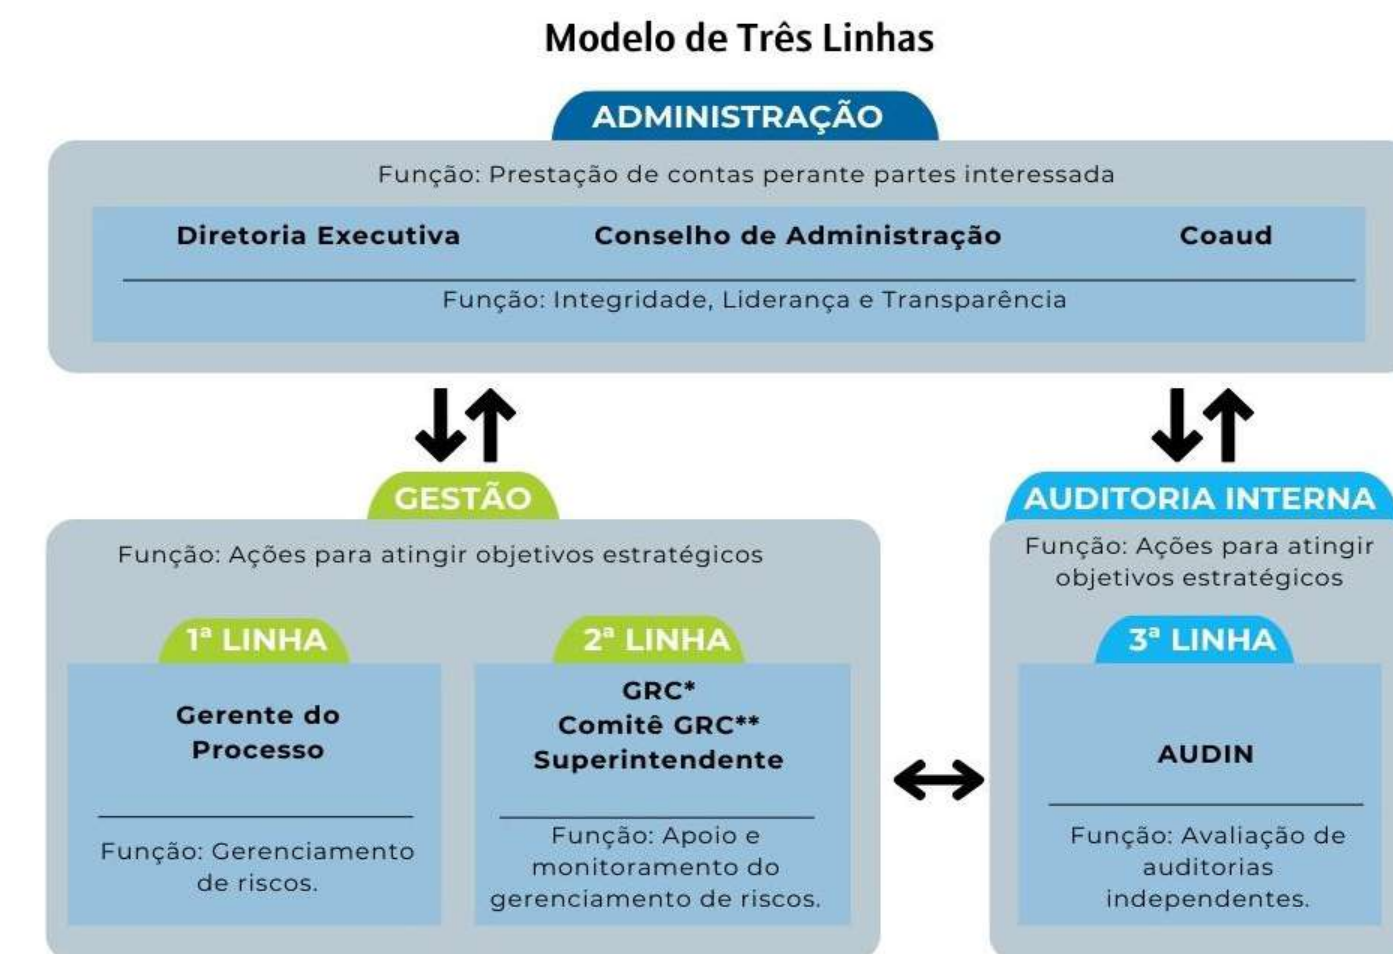 Modelo de Três Linhas
ADMINISTRAÇÃO
Função: Prestação de contas perante partes interessada
Diretoria Executiva
Conselho de Administração
Coaud
Função: Integridade, Liderança e Transparência
GESTÃO
Função: Ações para atingir objetivos estratégicos
1ª LINHA
Gerente do
Processo
Função: Gerenciamento
de riscos.
2ª LINHA
GRC*
Comitê GRC**
Superintendente
Função: Apoio e
monitoramento do
gerenciamento de riscos.
AUDITORIA INTERNA
Função: Ações para atingir
objetivos estratégicos
3ª LINHA
AUDIN
Função: Avaliação de
auditorias
independentes.